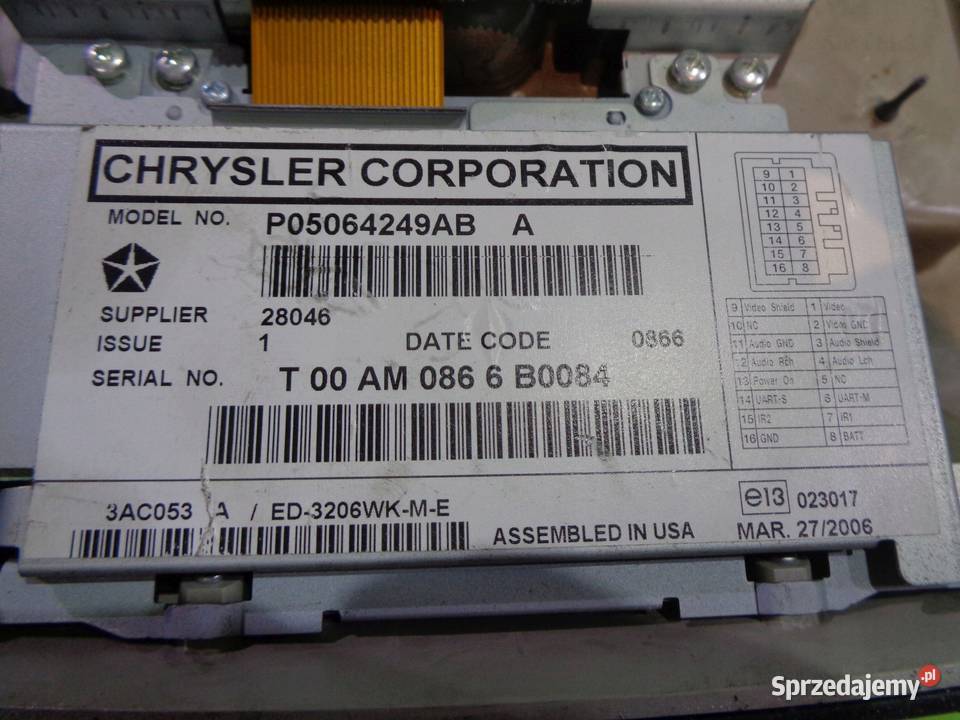 CHRYSLER CORPORATION
MODEL NO. P05064249AB A
SUPPLIER 28046
ISSUE 1 DATE CODE 0866
SERIAL NO. T 00 AM 086 6 B0084
3AC053 A / ED-3206WK-M-E
ASSEMBLED IN USA
e13 023017
MAR. 27/2006
9 1
10 2
11 3
12 4
13 5
14 6
15 7
16 8
9 Video Shield 1 Video
10 NC 2 Video GND
11 Audio GND 3 Audio Shield
12 Audio Rch 4 Audio Lch
13 Power On 5 NC
14 UART-S 6 UART-M
15 IR2 7 IR1
16 GND 8 BATT
Sprzedajemy.pl